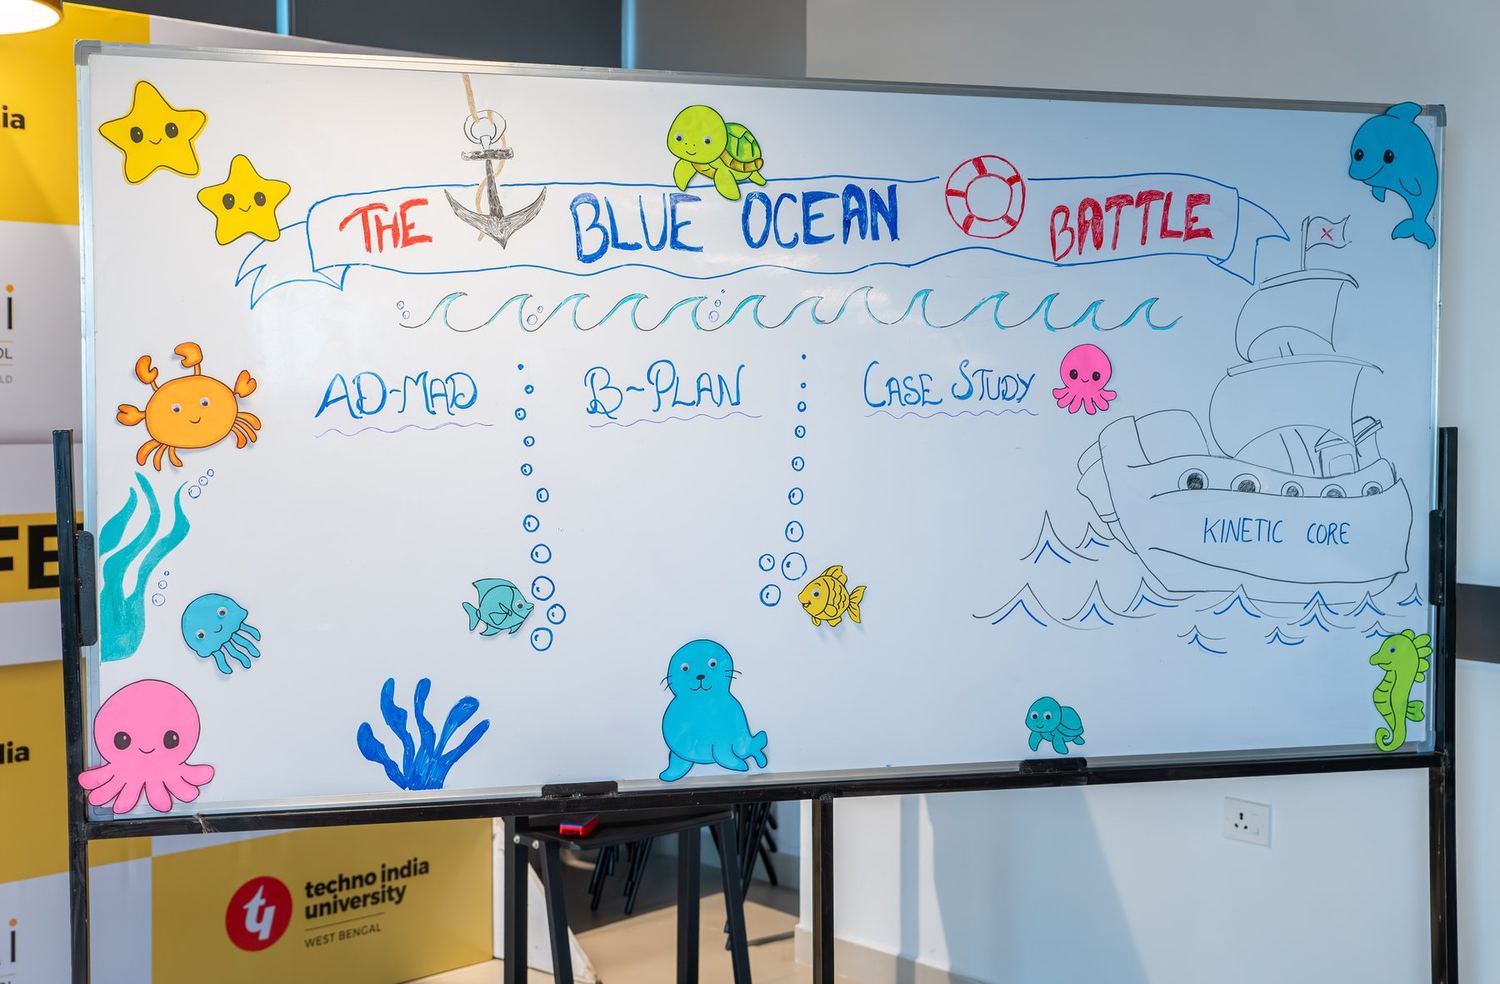 THE BLUE OCEAN BATTLE
AD-MAD
B-PLAN
CASE STUDY
KINETIC CORE
techno india
university
WEST BENGAL